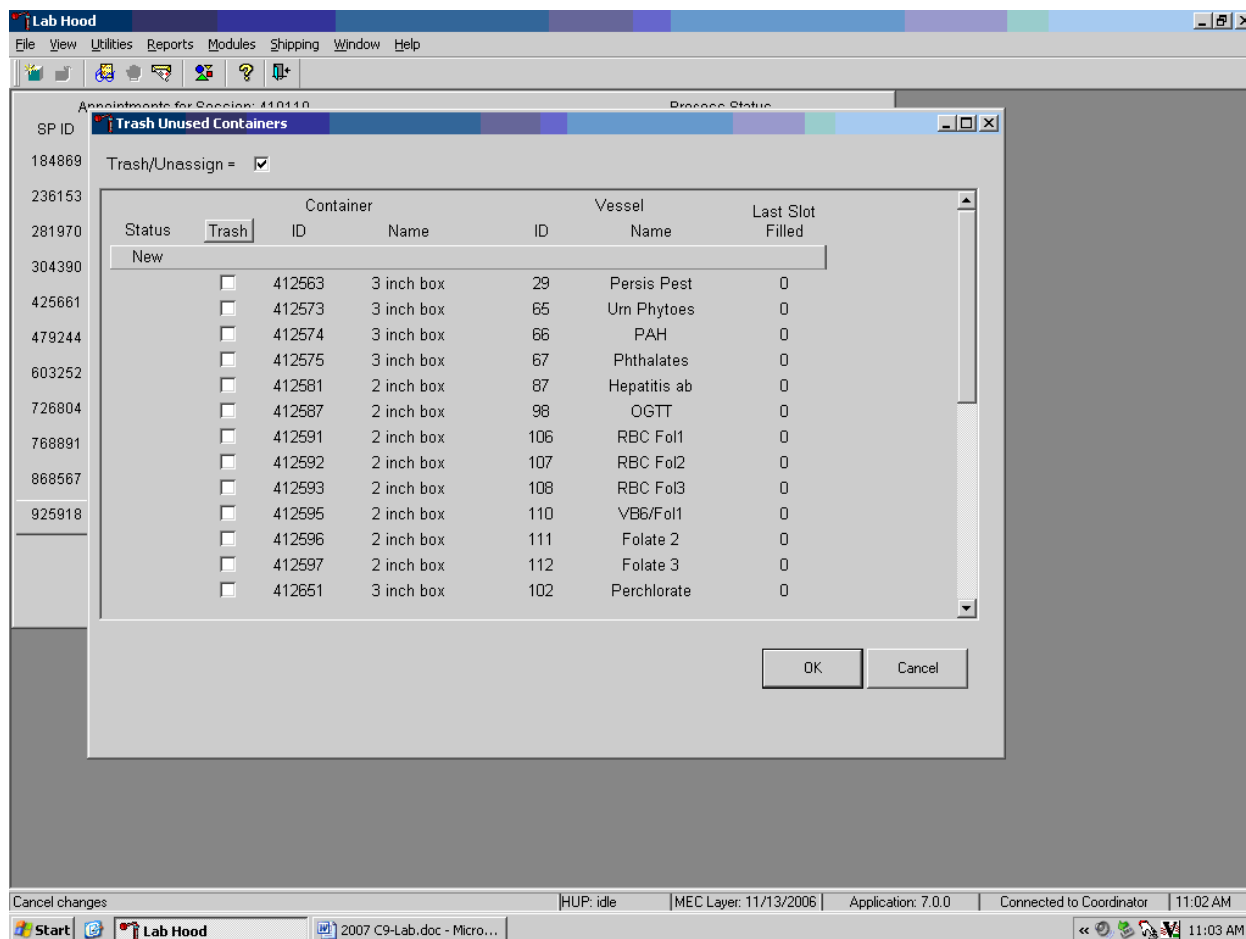 Lab Hood
File View Utilities Reports Modules Shipping Window Help
Appointments for Session: 410110 Process Status
SP ID
184869
236153
281970
304390
425661
479244
603252
726804
768891
868567
925918
Trash Unused Containers
Trash/Unassign =
Container Vessel Last Slot
Status Trash ID Name ID Name Filled
New
412563 3 inch box 29 Persis Pest 0
412573 3 inch box 65 Urn Phytoes 0
412574 3 inch box 66 PAH 0
412575 3 inch box 67 Phthalates 0
412581 2 inch box 87 Hepatitis ab 0
412587 2 inch box 98 OGTT 0
412591 2 inch box 106 RBC Fol1 0
412592 2 inch box 107 RBC Fol2 0
412593 2 inch box 108 RBC Fol3 0
412595 2 inch box 110 VB6/Fol1 0
412596 2 inch box 111 Folate 2 0
412597 2 inch box 112 Folate 3 0
412651 3 inch box 102 Perchlorate 0
OK Cancel
Cancel changes HUP: idle MEC Layer: 11/13/2006 Application: 7.0.0 Connected to Coordinator 11:02 AM
Start Lab Hood 2007 C9-Lab.doc - Micro... « 11:03 AM